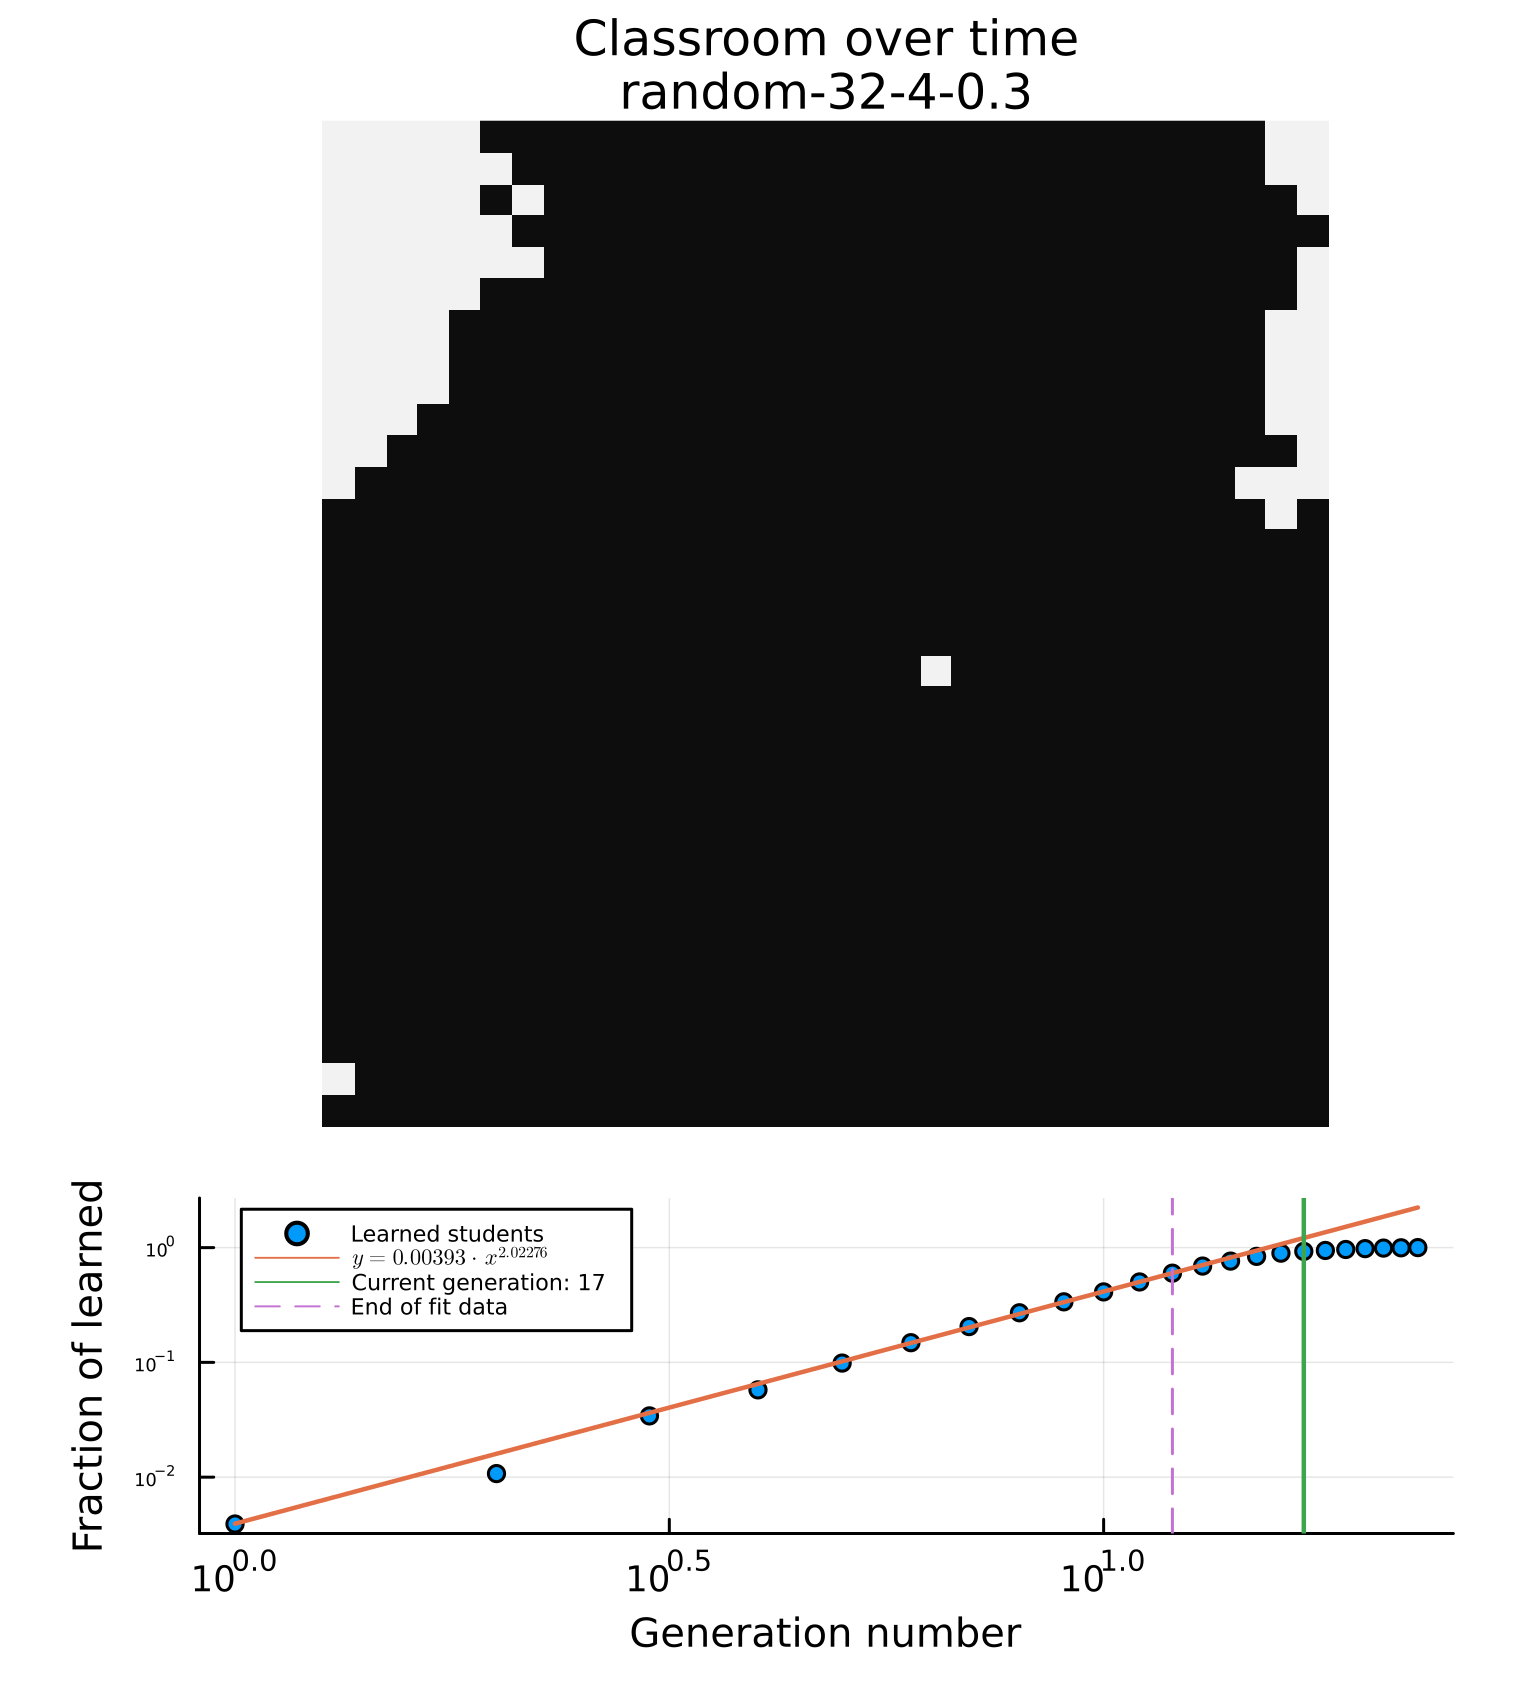 Classroom over time
random-32-4-0.3
Fraction of learned
10⁰
10⁻¹
10⁻²
Learned students
y = 0.00393 · x^2.02276
Current generation: 17
End of fit data
10^0.0 10^0.5 10^1.0
Generation number